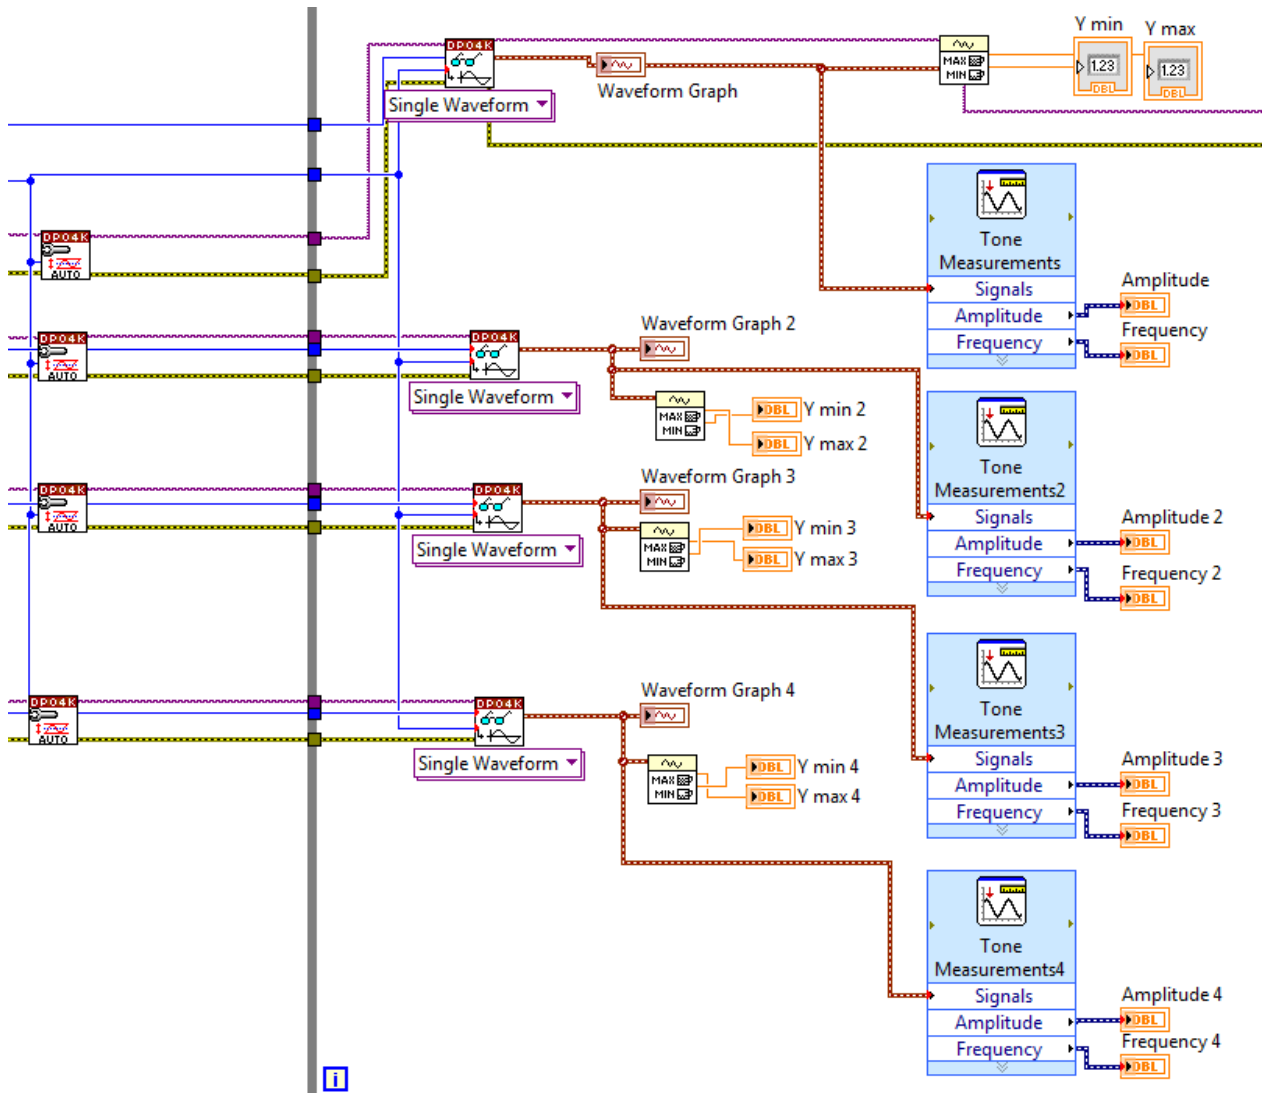 Y min
Y max
DPO4K
MAX
MIN
1.23
DBL
1.23
DBL
Single Waveform
Waveform Graph
Tone
Measurements
Signals
Amplitude
Frequency
Amplitude
DBL
Frequency
DBL
DPO4K
AUTO
DPO4K
AUTO
DPO4K
Single Waveform
Waveform Graph 2
MAX
MIN
DBL
Y min 2
DBL
Y max 2
Tone
Measurements2
Signals
Amplitude
Frequency
Amplitude 2
DBL
Frequency 2
DBL
DPO4K
AUTO
DPO4K
Single Waveform
Waveform Graph 3
MAX
MIN
DBL
Y min 3
DBL
Y max 3
Tone
Measurements3
Signals
Amplitude
Frequency
Amplitude 3
DBL
Frequency 3
DBL
DPO4K
AUTO
DPO4K
Single Waveform
Waveform Graph 4
MAX
MIN
DBL
Y min 4
DBL
Y max 4
Tone
Measurements4
Signals
Amplitude
Frequency
Amplitude 4
DBL
Frequency 4
DBL
i